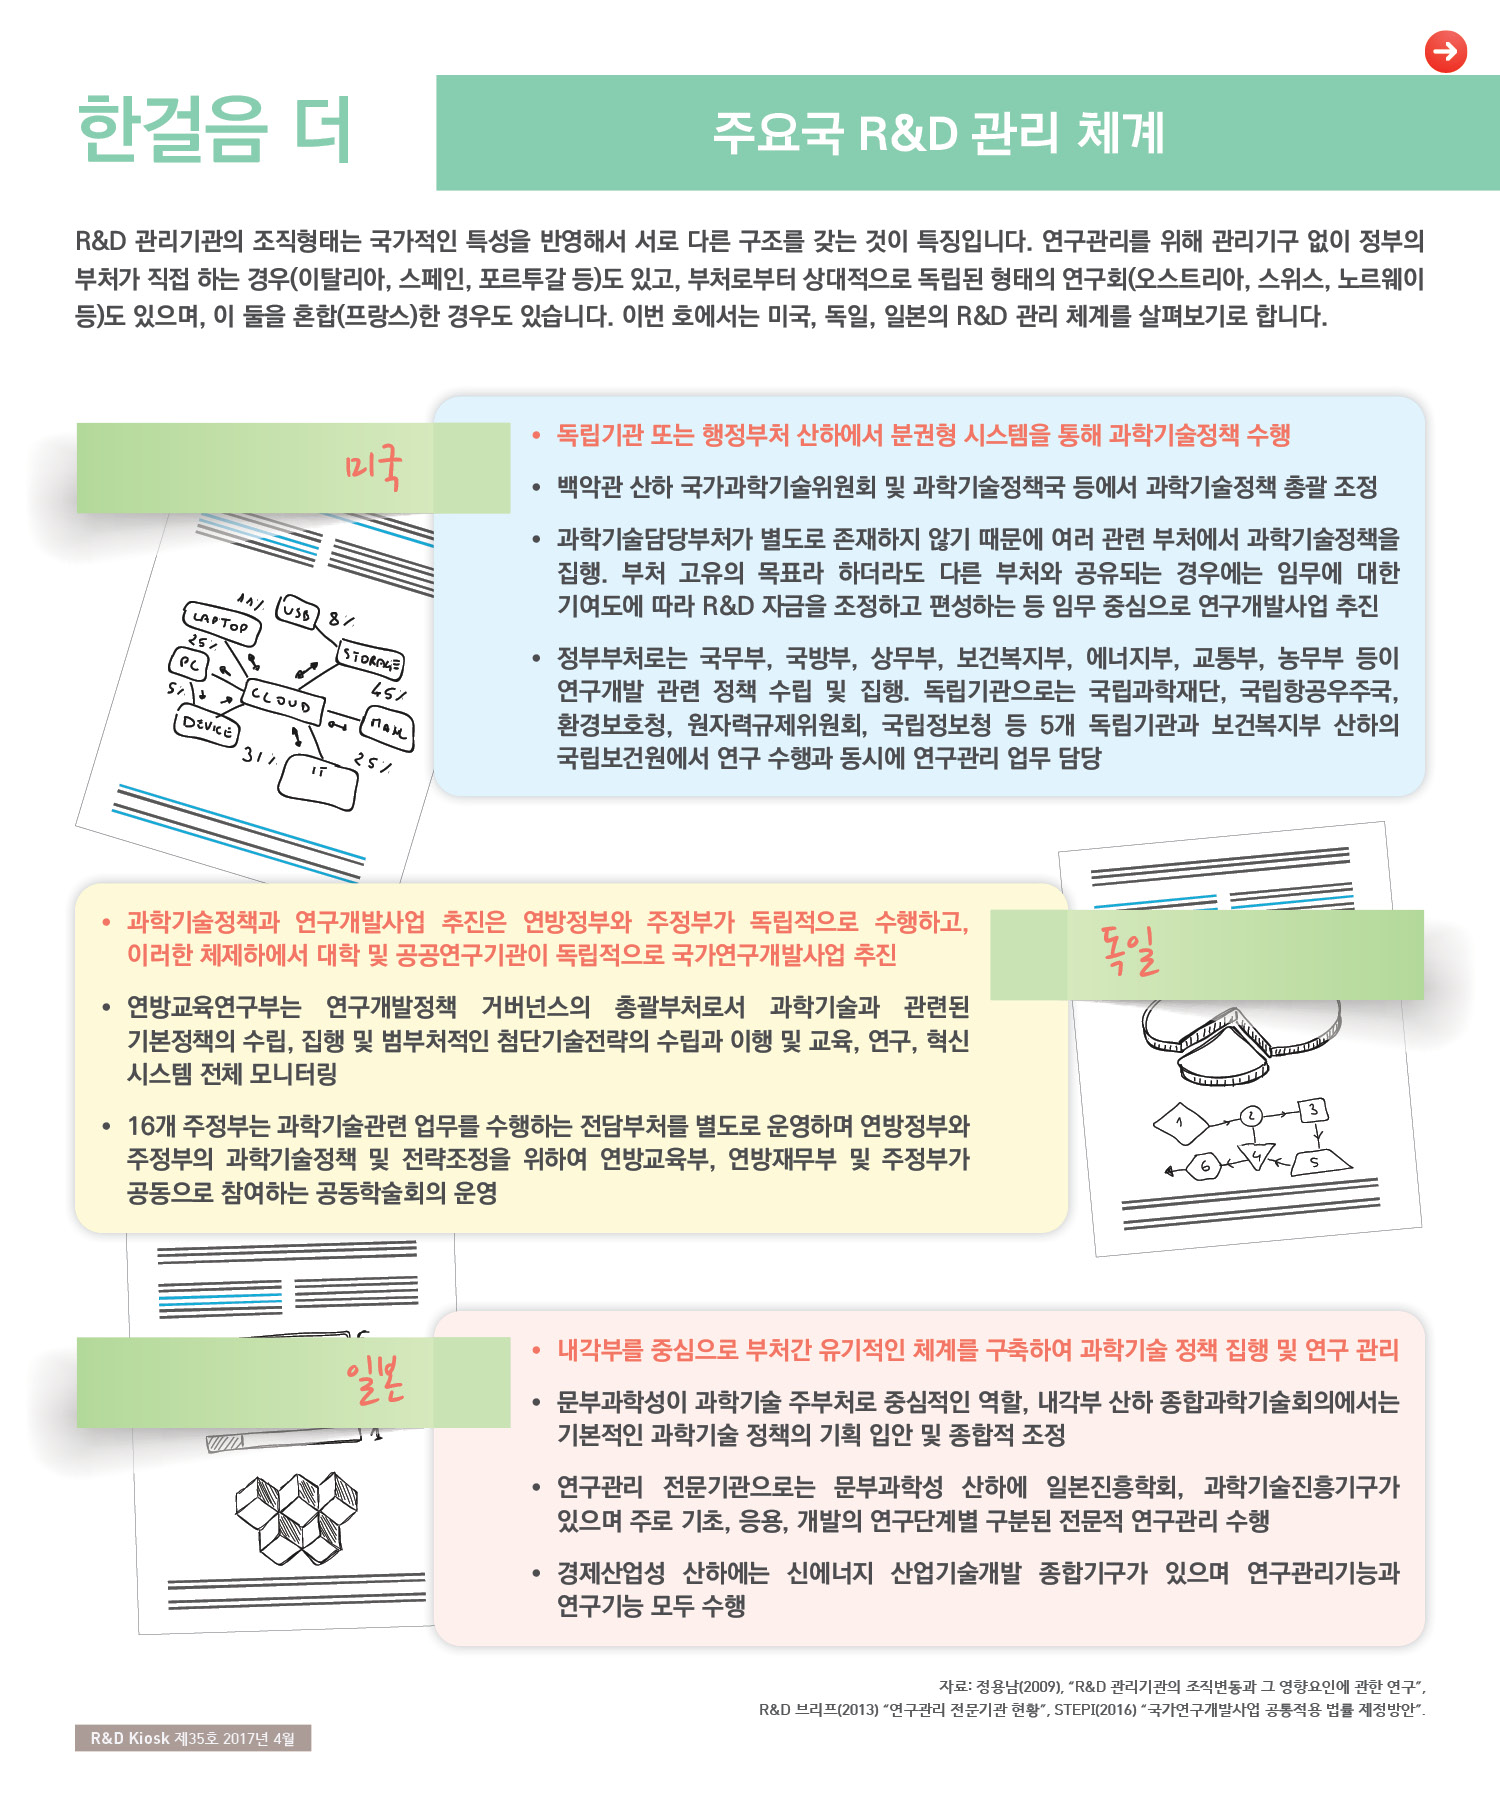 한걸음 더
주요국 R&D 관리 체계
R&D 관리기관의 조직형태는 국가적인 특성을 반영해서 서로 다른 구조를 갖는 것이 특징입니다. 연구관리를 위해 관리기구 없이 정부의
부처가 직접 하는 경우(이탈리아, 스페인, 포르투갈 등)도 있고, 부처로부터 상대적으로 독립된 형태의 연구회(오스트리아, 스위스, 노르웨이
등)도 있으며, 이 둘을 혼합(프랑스)한 경우도 있습니다. 이번 호에서는 미국, 독일, 일본의 R&D 관리 체계를 살펴보기로 합니다.
미국
• 독립기관 또는 행정부처 산하에서 분권형 시스템을 통해 과학기술정책 수행
• 백악관 산하 국가과학기술위원회 및 과학기술정책국 등에서 과학기술정책 총괄 조정
• 과학기술담당부처가 별도로 존재하지 않기 때문에 여러 관련 부처에서 과학기술정책을
집행. 부처 고유의 목표라 하더라도 다른 부처와 공유되는 경우에는 임무에 대한
기여도에 따라 R&D 자금을 조정하고 편성하는 등 임무 중심으로 연구개발사업 추진
• 정부부처로는 국무부, 국방부, 상무부, 보건복지부, 에너지부, 교통부, 농무부 등이
연구개발 관련 정책 수립 및 집행. 독립기관으로는 국립과학재단, 국립항공우주국,
환경보호청, 원자력규제위원회, 국립정보청 등 5개 독립기관과 보건복지부 산하의
국립보건원에서 연구 수행과 동시에 연구관리 업무 담당
11%
USB
8%
LAPTOP
25%
STORAGE
PC
45%
5%
CLOUD
DEVICE
31%
25%
IT
• 과학기술정책과 연구개발사업 추진은 연방정부와 주정부가 독립적으로 수행하고,
이러한 체제하에서 대학 및 공공연구기관이 독립적으로 국가연구개발사업 추진
독일
• 연방교육연구부는 연구개발정책 거버넌스의 총괄부처로서 과학기술과 관련된
기본정책의 수립, 집행 및 범부처적인 첨단기술전략의 수립과 이행 및 교육, 연구, 혁신
시스템 전체 모니터링
• 16개 주정부는 과학기술관련 업무를 수행하는 전담부처를 별도로 운영하며 연방정부와
주정부의 과학기술정책 및 전략조정을 위하여 연방교육부, 연방재무부 및 주정부가
공동으로 참여하는 공동학술회의 운영
1
2
3
4
5
6
일본
• 내각부를 중심으로 부처간 유기적인 체계를 구축하여 과학기술 정책 집행 및 연구 관리
• 문부과학성이 과학기술 주부처로 중심적인 역할, 내각부 산하 종합과학기술회의에서는
기본적인 과학기술 정책의 기획 입안 및 종합적 조정
• 연구관리 전문기관으로는 문부과학성 산하에 일본진흥학회, 과학기술진흥기구가
있으며 주로 기초, 응용, 개발의 연구단계별 구분된 전문적 연구관리 수행
• 경제산업성 산하에는 신에너지 산업기술개발 종합기구가 있으며 연구관리기능과
연구기능 모두 수행
자료: 정용남(2009), “R&D 관리기관의 조직변통과 그 영향요인에 관한 연구”,
R&D 브리프(2013) “연구관리 전문기관 현황”, STEPI(2016) “국가연구개발사업 공통적용 법률 제정방안”.
R&D Kiosk 제35호 2017년 4월